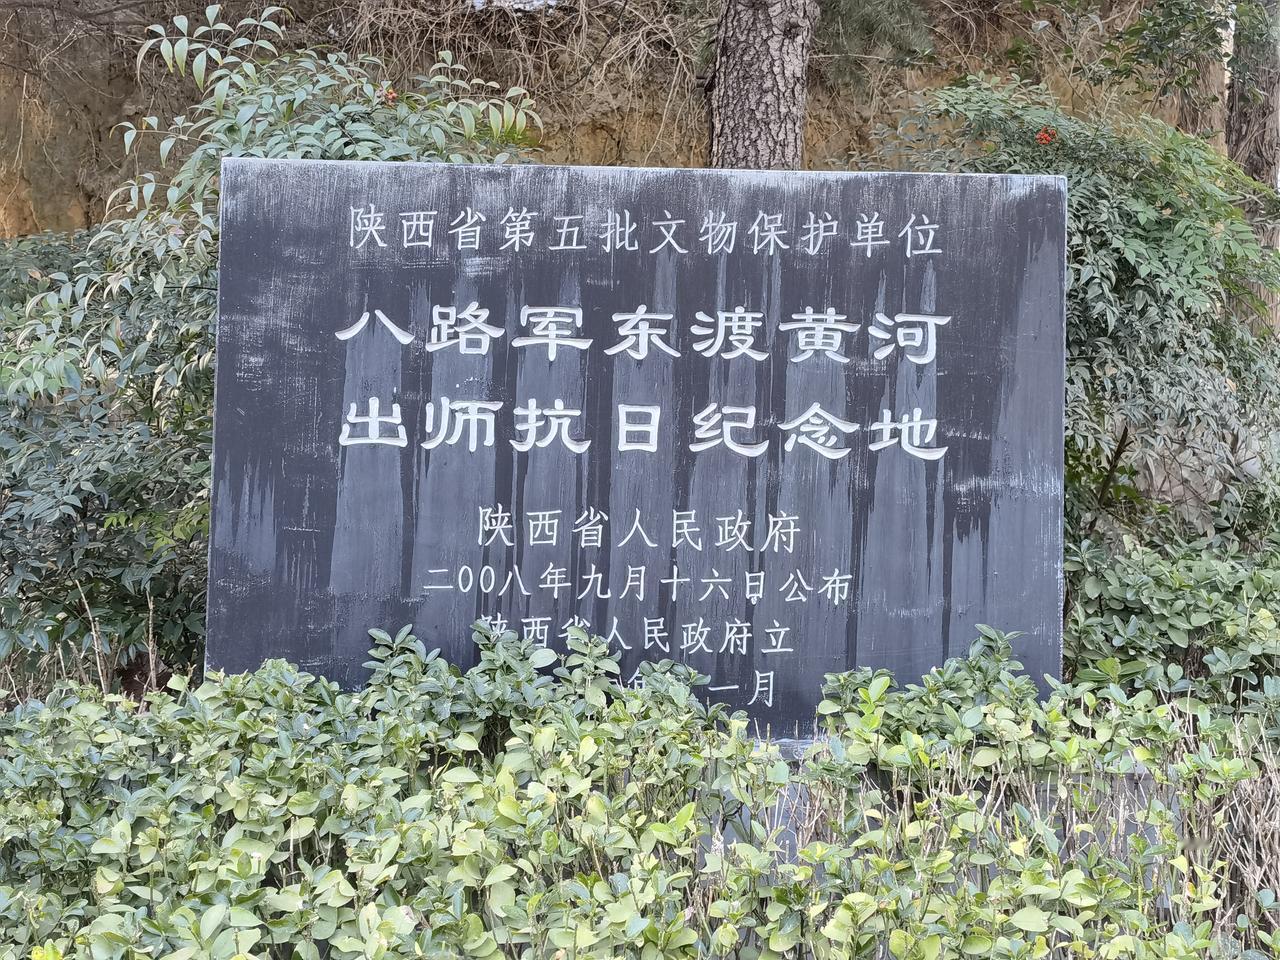 陕西省第五批文物保护单位
八路军东渡黄河
出师抗日纪念地
陕西省人民政府
二〇〇八年九月十六日公布
陕西省人民政府立
一月